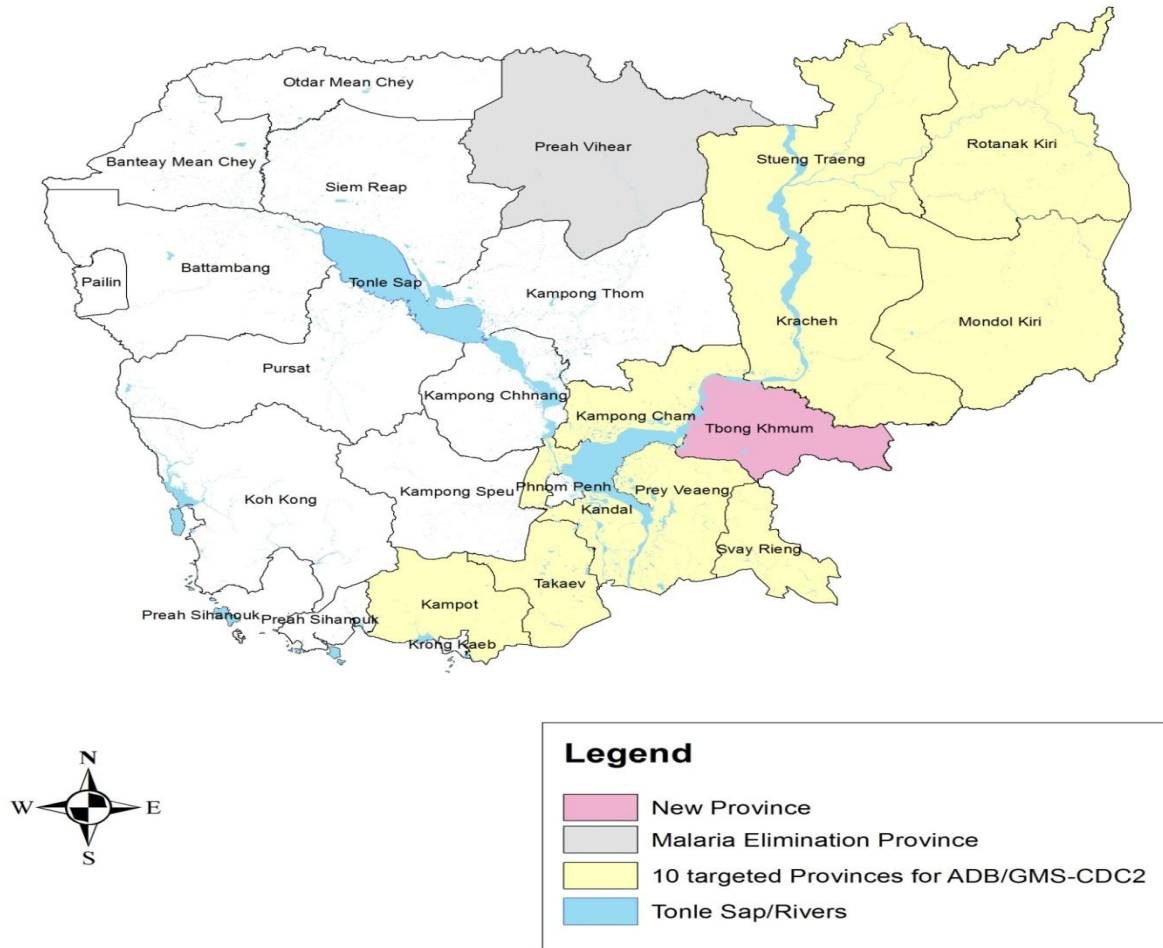 Otdar Mean Chey
Preah Vihear
Banteay Mean Chey
Stueng Traeng
Rotanak Kiri
Siem Reap
Battambang
Pailin
Tonle Sap
Kampong Thom
Kracheh
Mondol Kiri
Pursat
Kampong Chhnang
Kampong Cham
Tbong Khmum
Koh Kong
Kampong Speu
Phnom Penh
Prey Veaeng
Kandal
Svay Rieng
Takaev
Kampot
Preah Sihanouk
Preah Sihanouk
Krong Kaeb
N
W
E
S
Legend
New Province
Malaria Elimination Province
10 targeted Provinces for ADB/GMS-CDC2
Tonle Sap/Rivers